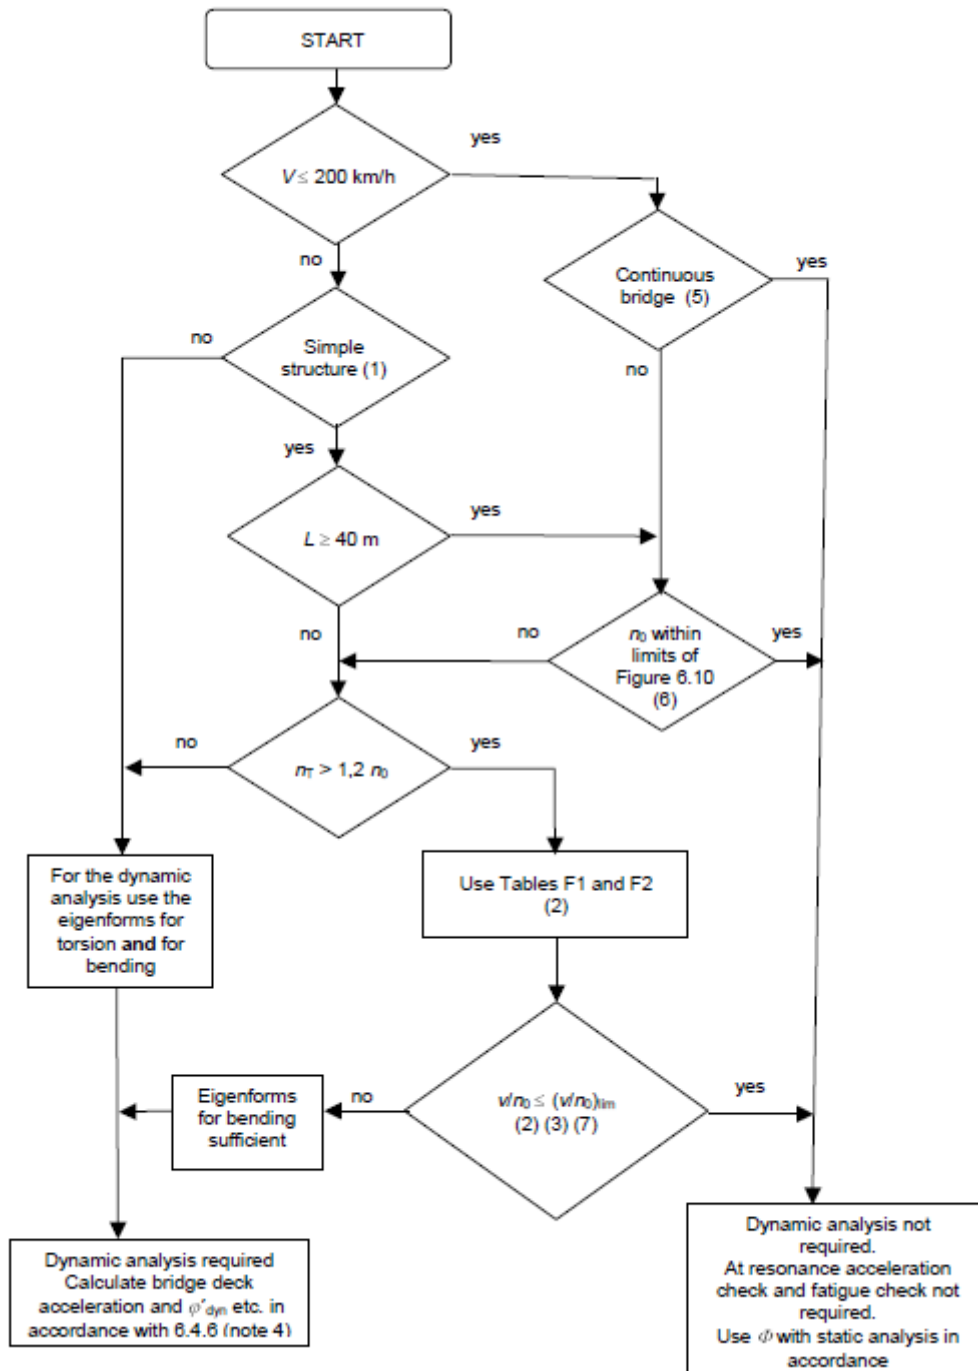 START
yes
V ≤ 200 km/h
no
Continuous
bridge (5)
yes
no
Simple
structure (1)
no
yes
L ≥ 40 m
yes
no
no
n₀ within
limits of
Figure 6.10
(6)
yes
no
n_T > 1,2 n₀
yes
For the dynamic
analysis use the
eigenforms for
torsion and for
bending
Use Tables F1 and F2
(2)
Eigenforms
for bending
sufficient
no
v/n₀ ≤ (v/n₀)lim
(2) (3) (7)
yes
Dynamic analysis required
Calculate bridge deck
acceleration and φ'dyn etc. in
accordance with 6.4.6 (note 4)
Dynamic analysis not
required.
At resonance acceleration
check and fatigue check not
required.
Use Φ with static analysis in
accordance